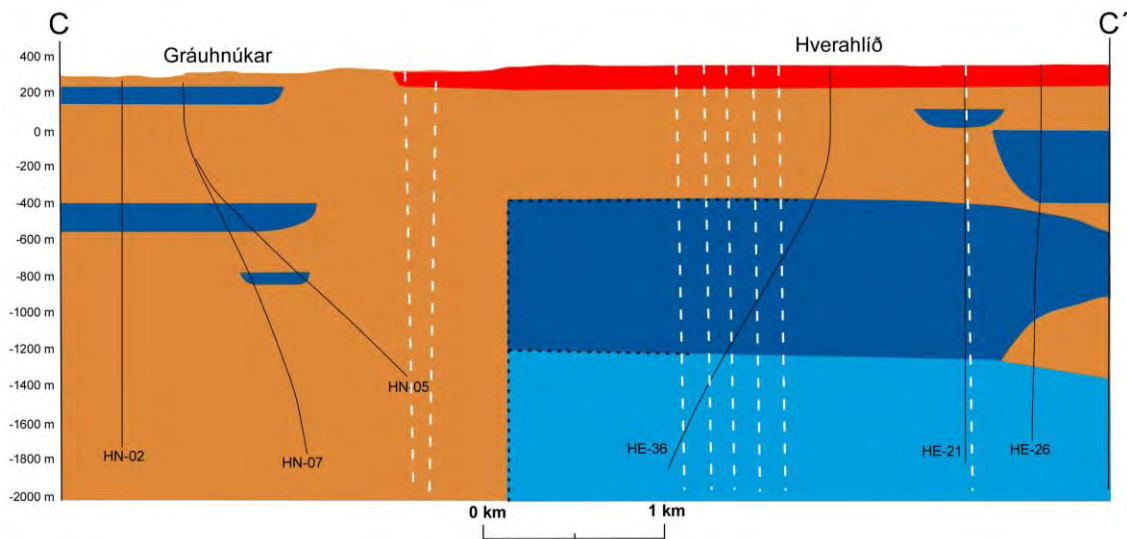 C
C´
Gráuhnúkar
Hverahlíð
400 m
200 m
0 m
-200 m
-400 m
-600 m
-800 m
-1000 m
-1200 m
-1400 m
-1600 m
-1800 m
-2000 m
HN-05
HN-02
HN-07
HE-36
HE-21
HE-26
0 km
1 km